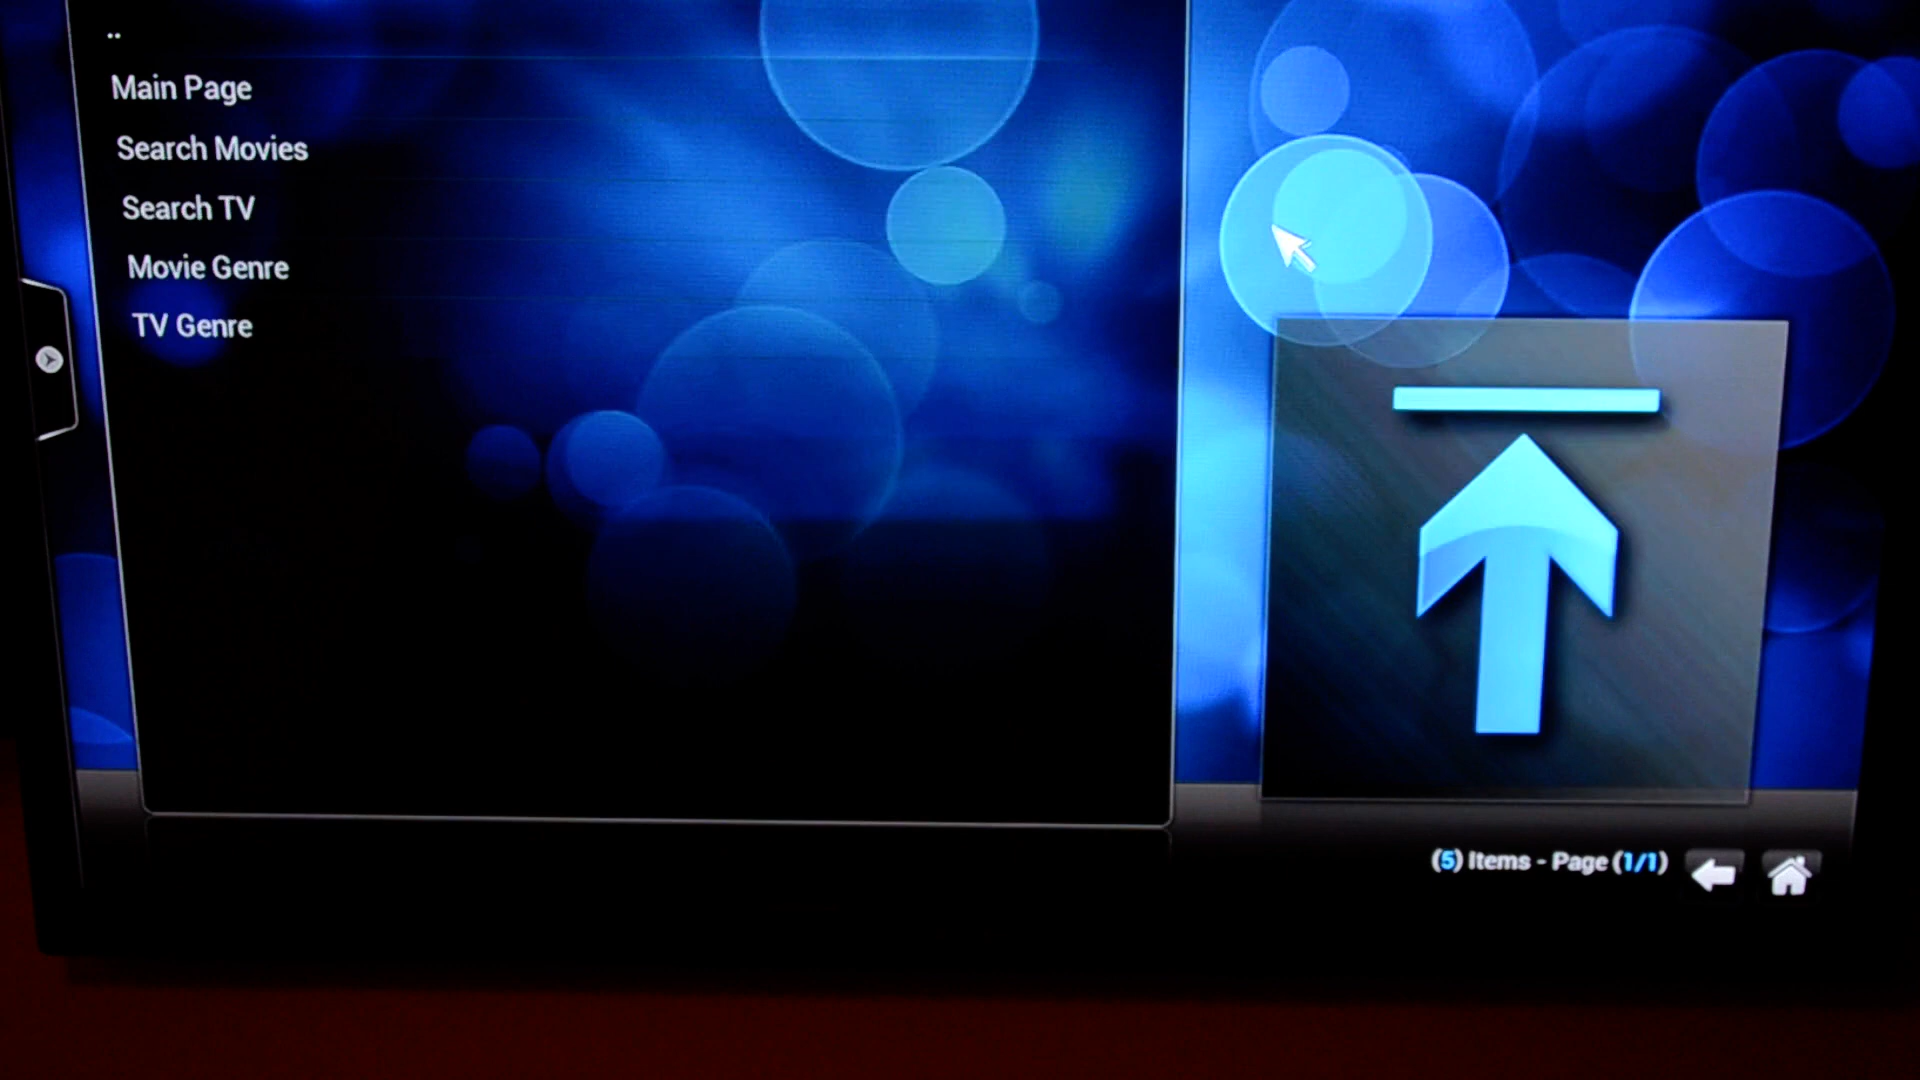 ..
Main Page
Search Movies
Search TV
Movie Genre
TV Genre
(5) Items - Page (1/1)